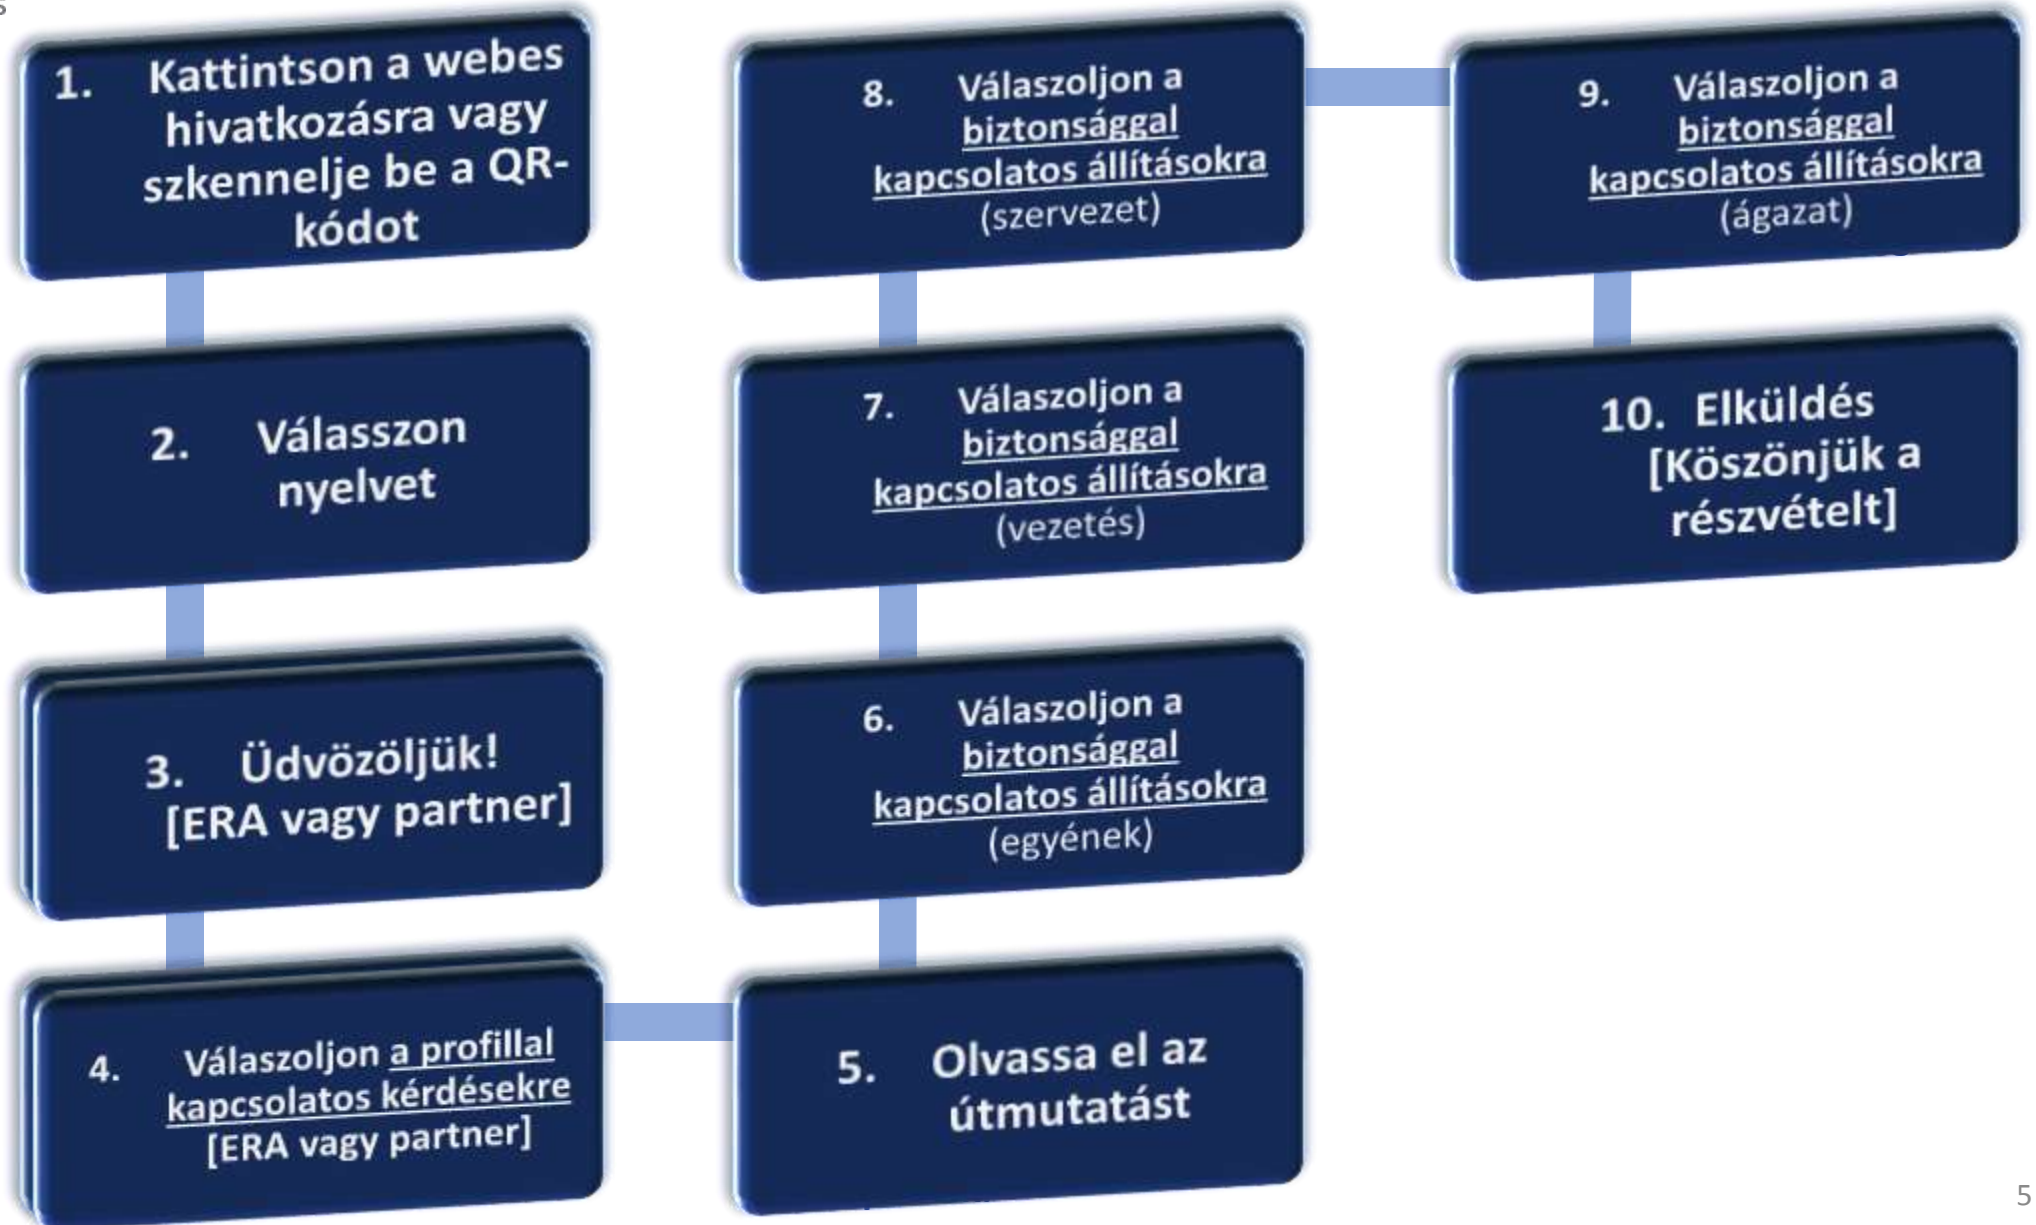 1. Kattintson a webes
hivatkozásra vagy
szkennelje be a QR-
kódot
2. Válasszon
nyelvet
3. Üdvözöljük!
[ERA vagy partner]
4. Válaszoljon a profillal
kapcsolatos kérdésekre
[ERA vagy partner]
5. Olvassa el az
útmutatást
6. Válaszoljon a
biztonsággal
kapcsolatos állításokra
(egyének)
7. Válaszoljon a
biztonsággal
kapcsolatos állításokra
(vezetés)
8. Válaszoljon a
biztonsággal
kapcsolatos állításokra
(szervezet)
9. Válaszoljon a
biztonsággal
kapcsolatos állításokra
(ágazat)
10. Elküldés
[Köszönjük a
részvételt]
5